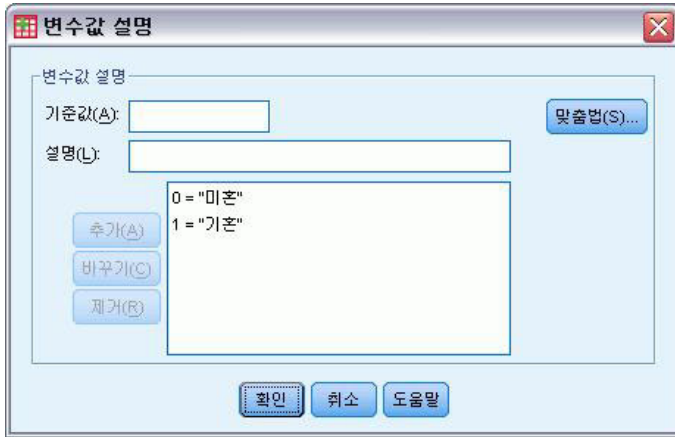 변수값 설명
변수값 설명
기준값(A):
맞춤법(S)...
설명(L):
0 = "미혼"
1 = "기혼"
추가(A)
바꾸기(C)
제거(R)
확인
취소
도움말